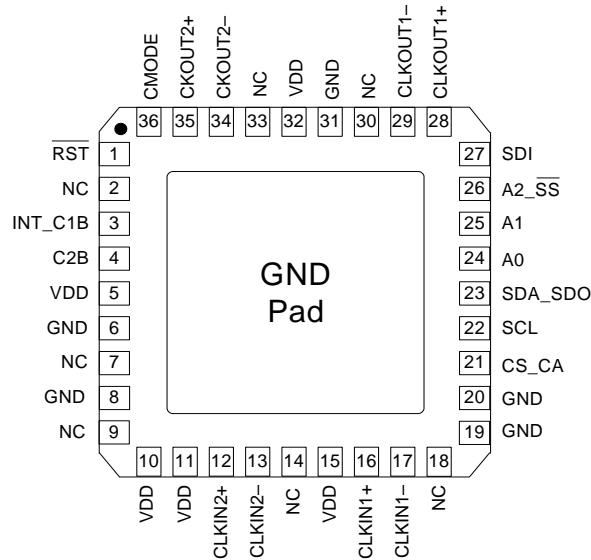 CMODE
CKOUT2+
CKOUT2–
NC
VDD
GND
NC
CLKOUT1–
CLKOUT1+
36 35 34 33 32 31 30 29 28
RST 1
NC 2
INT_C1B 3
C2B 4
VDD 5
GND 6
NC 7
GND 8
NC 9
GND
Pad
27 SDI
26 A2_SS
25 A1
24 A0
23 SDA_SDO
22 SCL
21 CS_CA
20 GND
19 GND
10 11 12 13 14 15 16 17 18
VDD
VDD
CLKIN2+
CLKIN2–
NC
VDD
CLKIN1+
CLKIN1–
NC